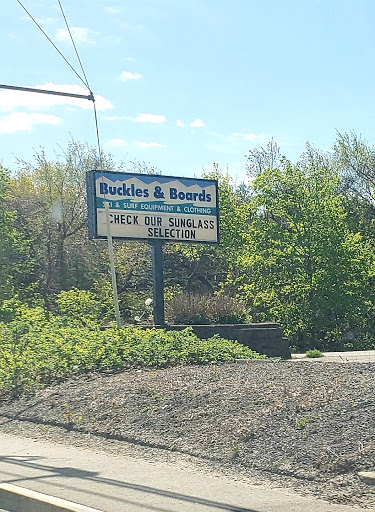 Buckles & Boards
SKI & SURF EQUIPMENT & CLOTHING
CHECK OUR SUNGLASS
SELECTION